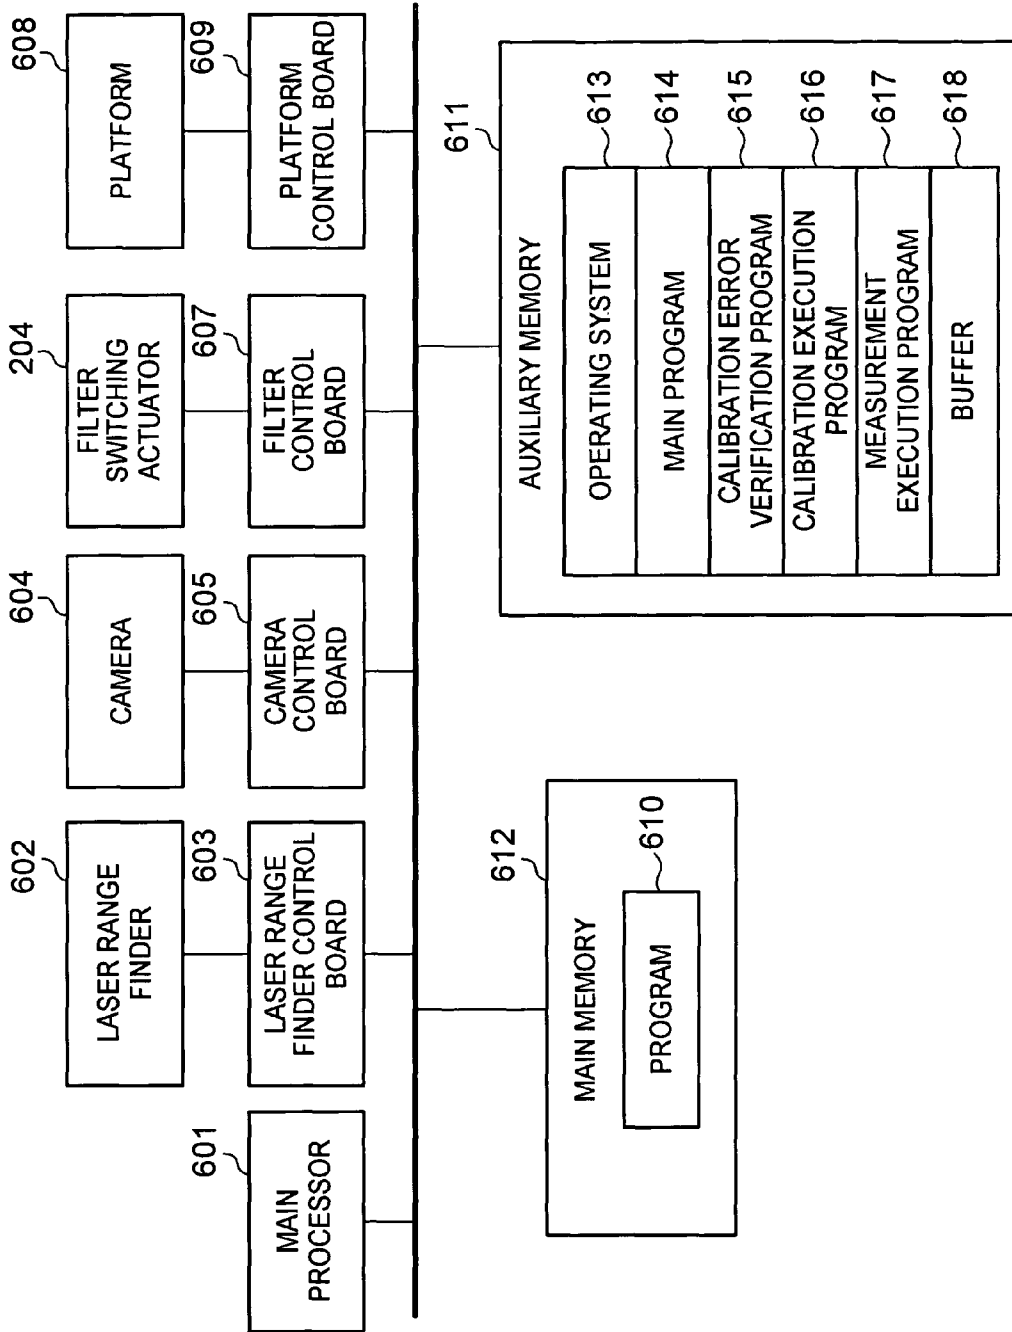 601
MAIN
PROCESSOR
602
LASER RANGE
FINDER
603
LASER RANGE
FINDER CONTROL
BOARD
604
CAMERA
605
CAMERA
CONTROL
BOARD
204
FILTER
SWITCHING
ACTUATOR
607
FILTER
CONTROL
BOARD
608
PLATFORM
609
PLATFORM
CONTROL BOARD
612
MAIN MEMORY
610
PROGRAM
611
AUXILIARY MEMORY
OPERATING SYSTEM
613
MAIN PROGRAM
614
CALIBRATION ERROR
VERIFICATION PROGRAM
615
CALIBRATION EXECUTION
PROGRAM
616
MEASUREMENT
EXECUTION PROGRAM
617
BUFFER
618